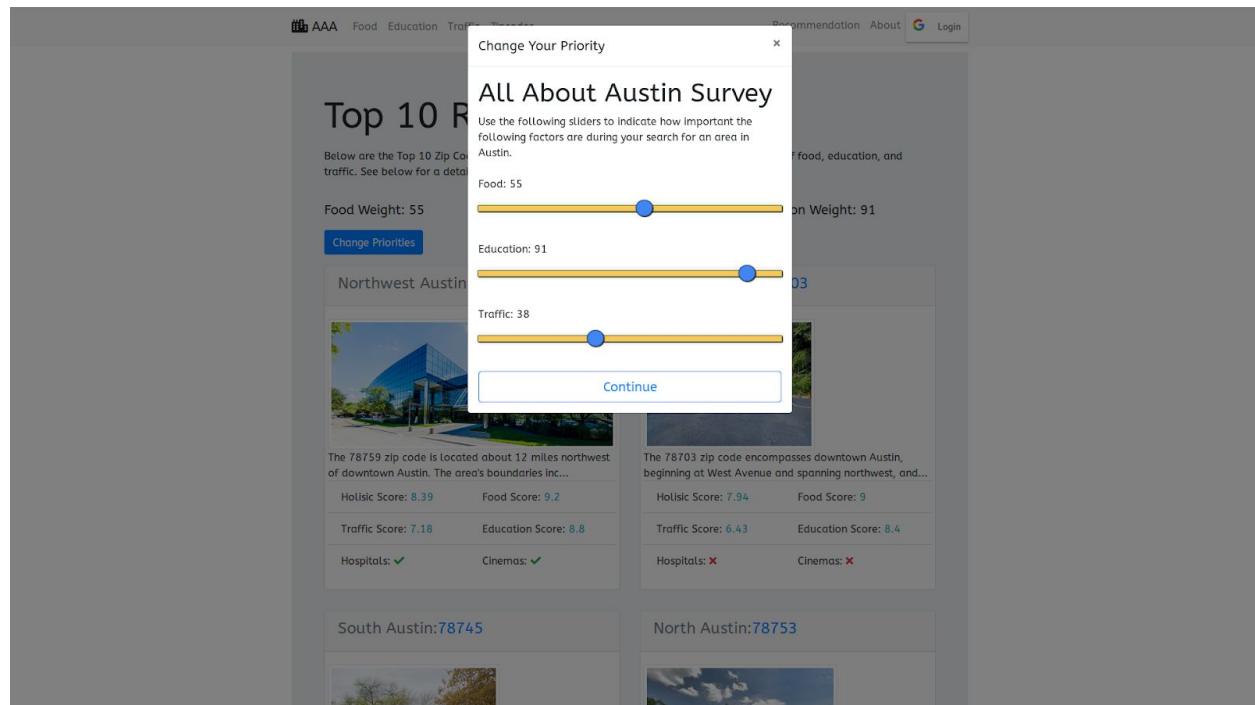 AAA Food Education
Recommendation About Login
Change Your Priority ×
All About Austin Survey
Use the following sliders to indicate how important the
following factors are during your search for an area in
Austin.
Food: 55
Education: 91
Traffic: 38
Continue
Top 10
Below are the Top 10 Zip
food, education, and
traffic. See below for a
Food Weight: 55
Weight: 91
Change Priorities
Northwest Austin
03
The 78759 zip code is located about 12 miles northwest
of downtown Austin. The area's boundaries inc...
Holisic Score: 8.39 Food Score: 9.2
Traffic Score: 7.18 Education Score: 8.8
Hospitals: ✓ Cinemas: ✓
The 78703 zip code encompasses downtown Austin,
beginning at West Avenue and spanning northwest, and...
Holisic Score: 7.94 Food Score: 9
Traffic Score: 6.43 Education Score: 8.4
Hospitals: ✗ Cinemas: ✗
South Austin:78745
North Austin:78753